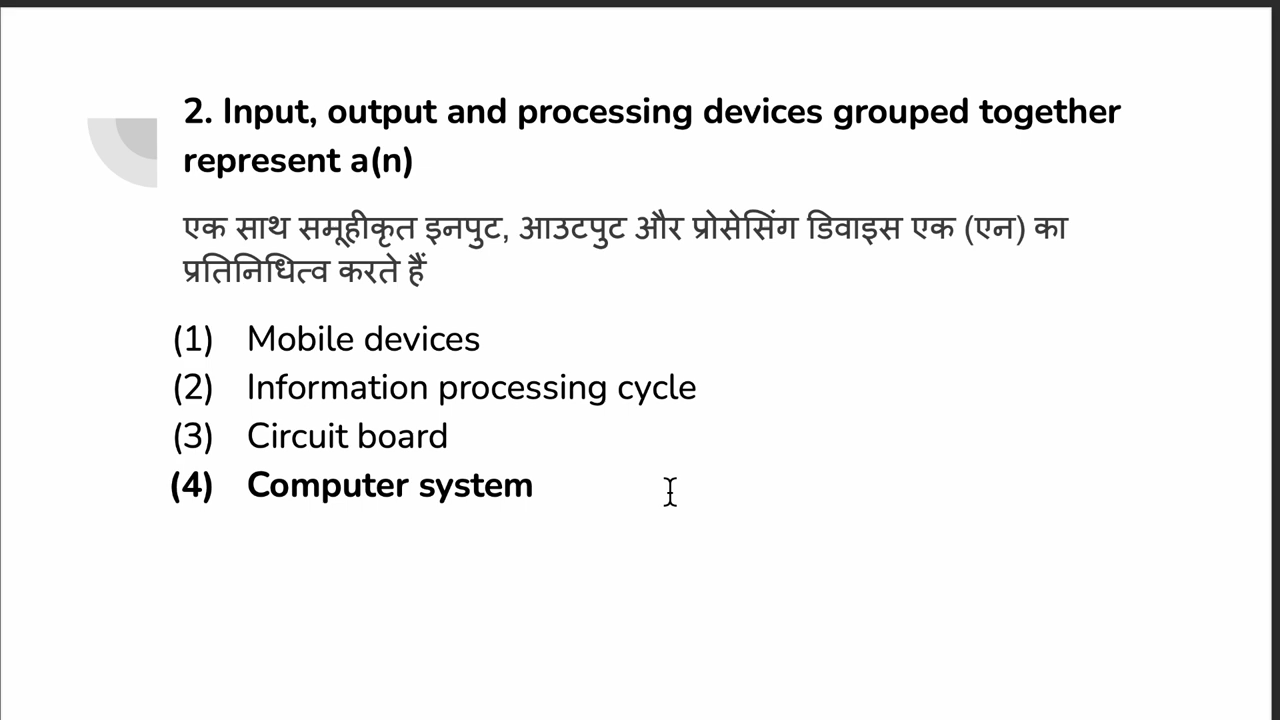 2. Input, output and processing devices grouped together
represent a(n)
एक साथ समूहीकृत इनपुट, आउटपुट और प्रोसेसिंग डिवाइस एक (एन) का
प्रतिनिधित्व करते हैं
(1) Mobile devices
(2) Information processing cycle
(3) Circuit board
(4) Computer system